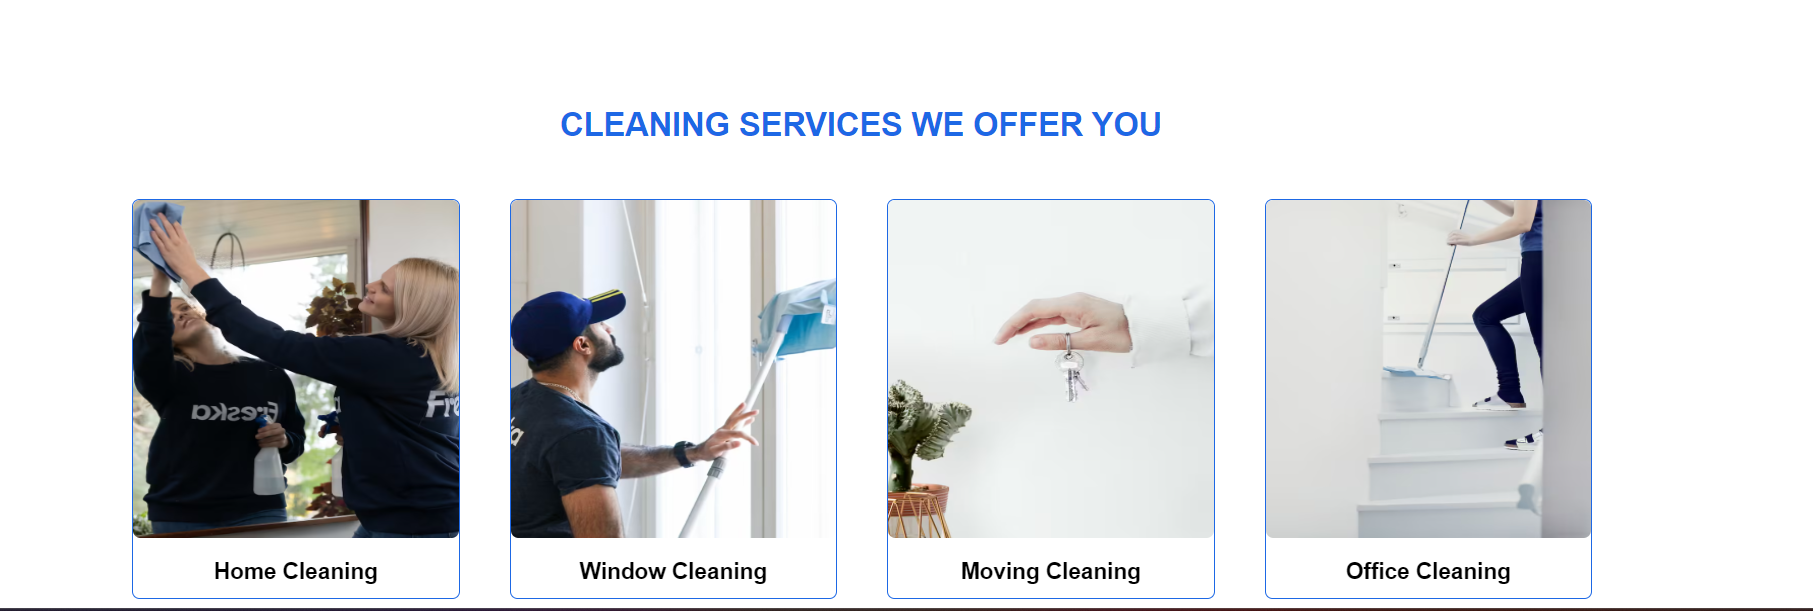 CLEANING SERVICES WE OFFER YOU
Freska
Fre
a
Home Cleaning
Window Cleaning
Moving Cleaning
Office Cleaning